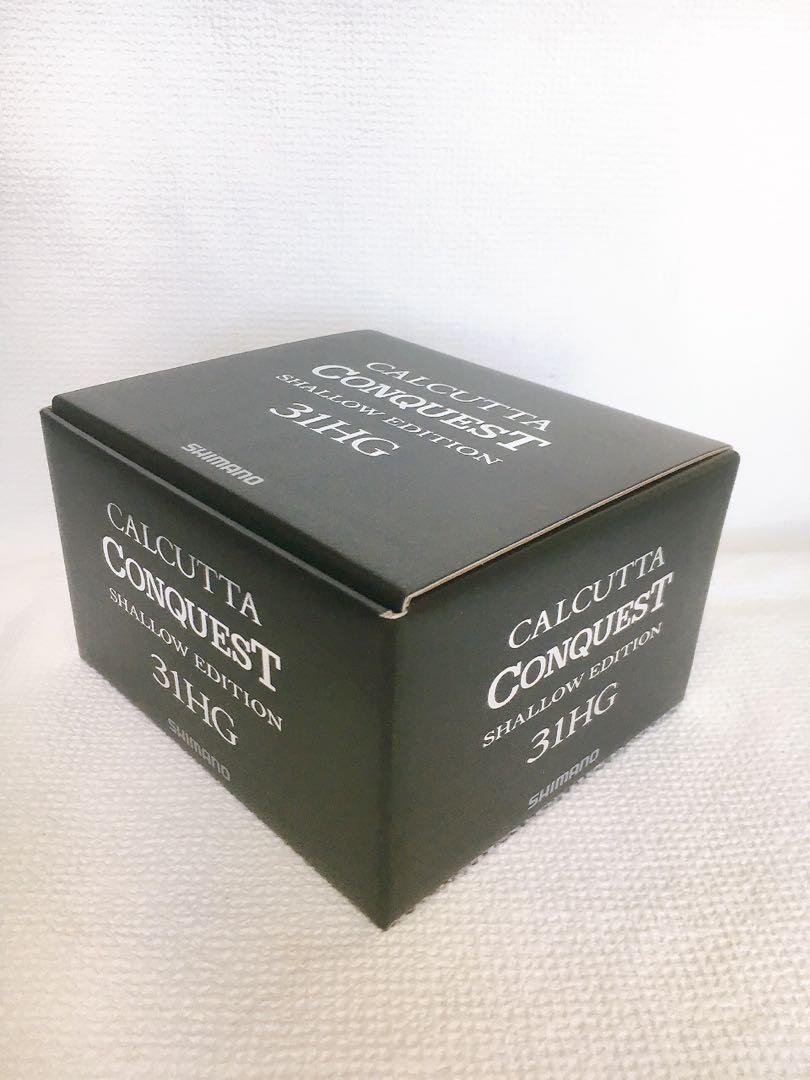 CALCUTTA
CONQUEST
SHALLOW EDITION
31HG
SHIMANO
CALCUTTA
CONQUEST
SHALLOW EDITION
31HG
SHIMANO
CALCUTTA
CONQUEST
SHALLOW EDITION
31HG
SHIMANO